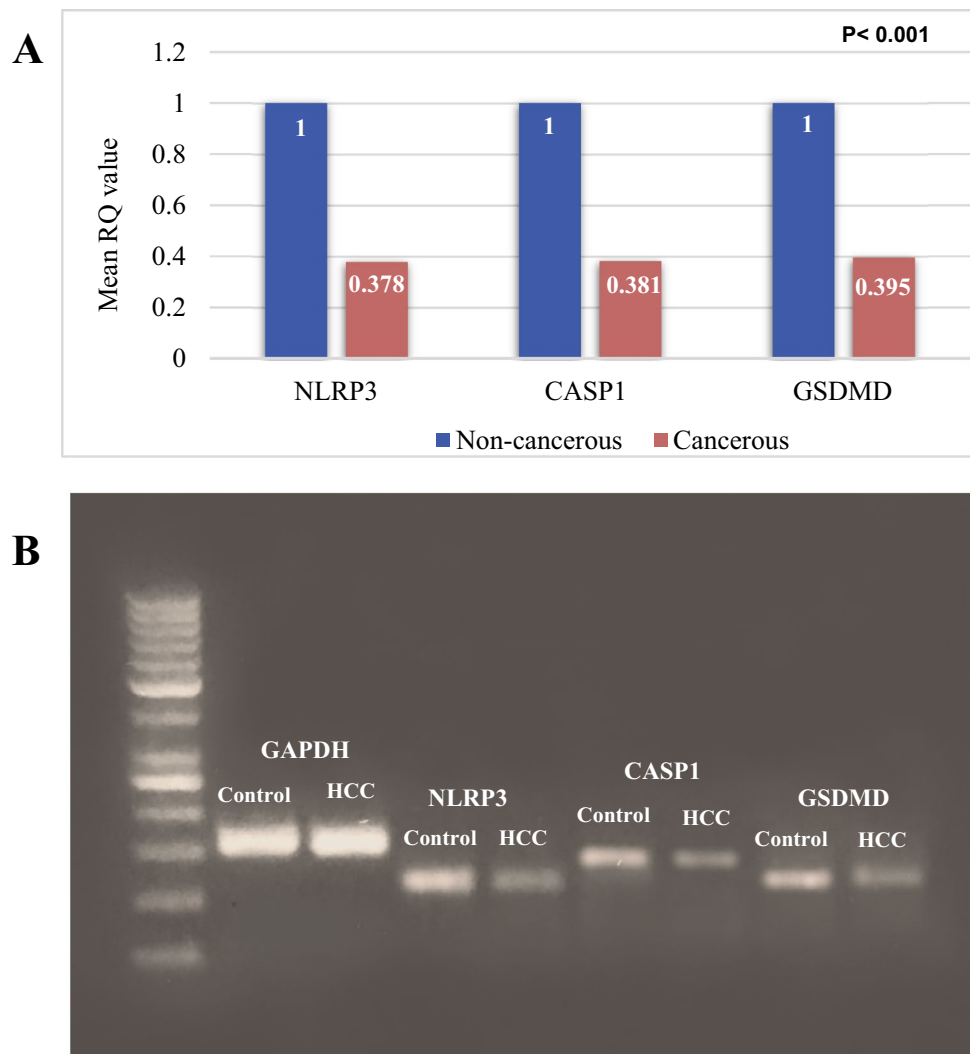 A
P< 0.001
Mean RQ value
1.2
1
0.8
0.6
0.4
0.2
0
1
0.378
1
0.381
1
0.395
NLRP3 CASP1 GSDMD
Non-cancerous Cancerous
B
GAPDH
Control HCC
NLRP3
Control HCC
CASP1
Control HCC
GSDMD
Control HCC